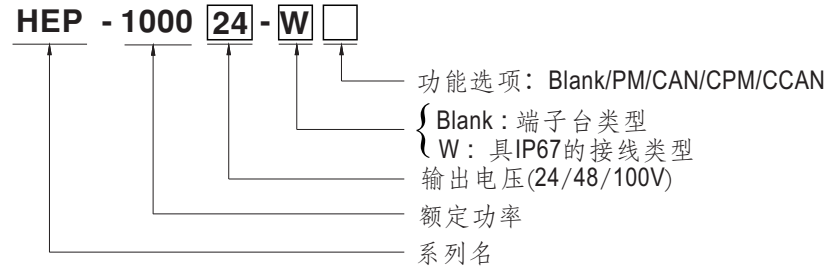 HEP - 1000 24 - W
功能选项: Blank/PM/CAN/CPM/CCAN
Blank : 端子台类型
W : 具IP67的接线类型
输出电压(24/48/100V)
额定功率
系列名